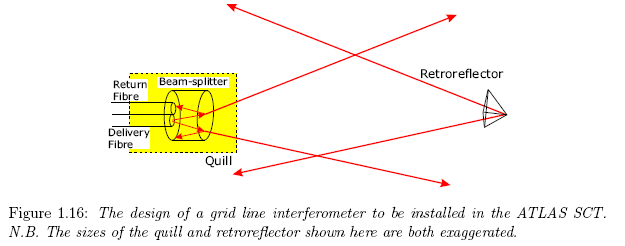 Retroreflector
Return
Fibre
Beam-splitter
Delivery
Fibre
Quill
Figure 1.16: The design of a grid line interferometer to be installed in the ATLAS SCT.
N.B. The sizes of the quill and retroreflector shown here are both exaggerated.